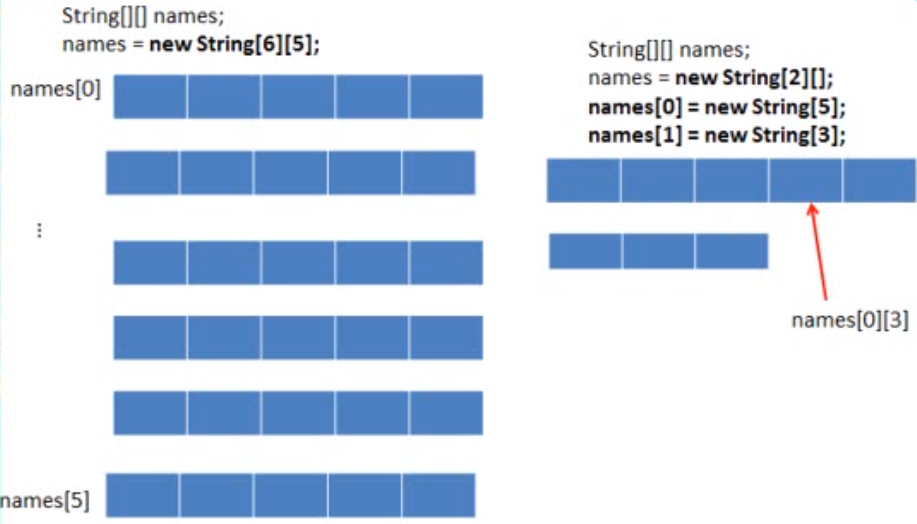 String[][] names;
names = new String[6][5];
names[0]
⋮
names[5]
String[][] names;
names = new String[2][];
names[0] = new String[5];
names[1] = new String[3];
names[0][3]